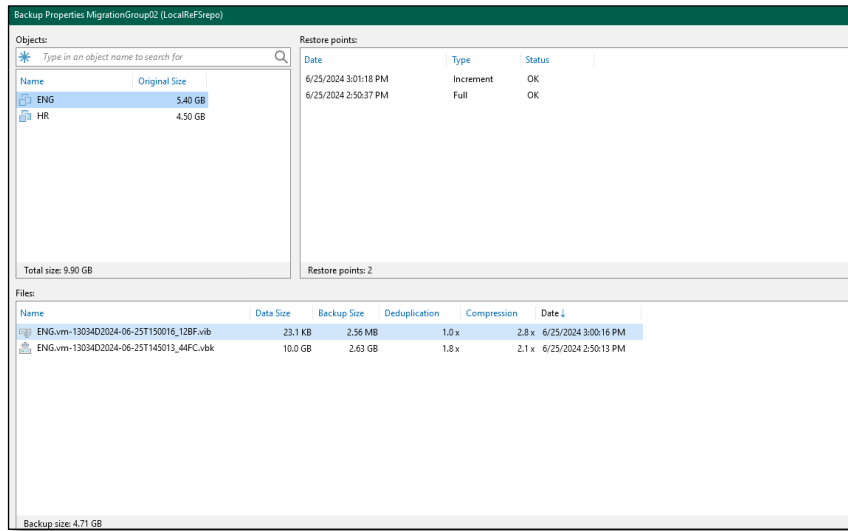 Backup Properties MigrationGroup02 (LocalReFSrepo)
Objects:
Type in an object name to search for
Name Original Size
ENG 5.40 GB
HR 4.50 GB
Total size: 9.90 GB
Restore points:
Date Type Status
6/25/2024 3:01:18 PM Increment OK
6/25/2024 2:50:37 PM Full OK
Restore points: 2
Files:
Name Data Size Backup Size Deduplication Compression Date↓
ENG.vm-13034D2024-06-25T150016_12BF.vib 23.1 KB 2.56 MB 1.0 x 2.8 x 6/25/2024 3:00:16 PM
ENG.vm-13034D2024-06-25T145013_44FC.vbk 10.0 GB 2.63 GB 1.8 x 2.1 x 6/25/2024 2:50:13 PM
Backup size: 4.71 GB